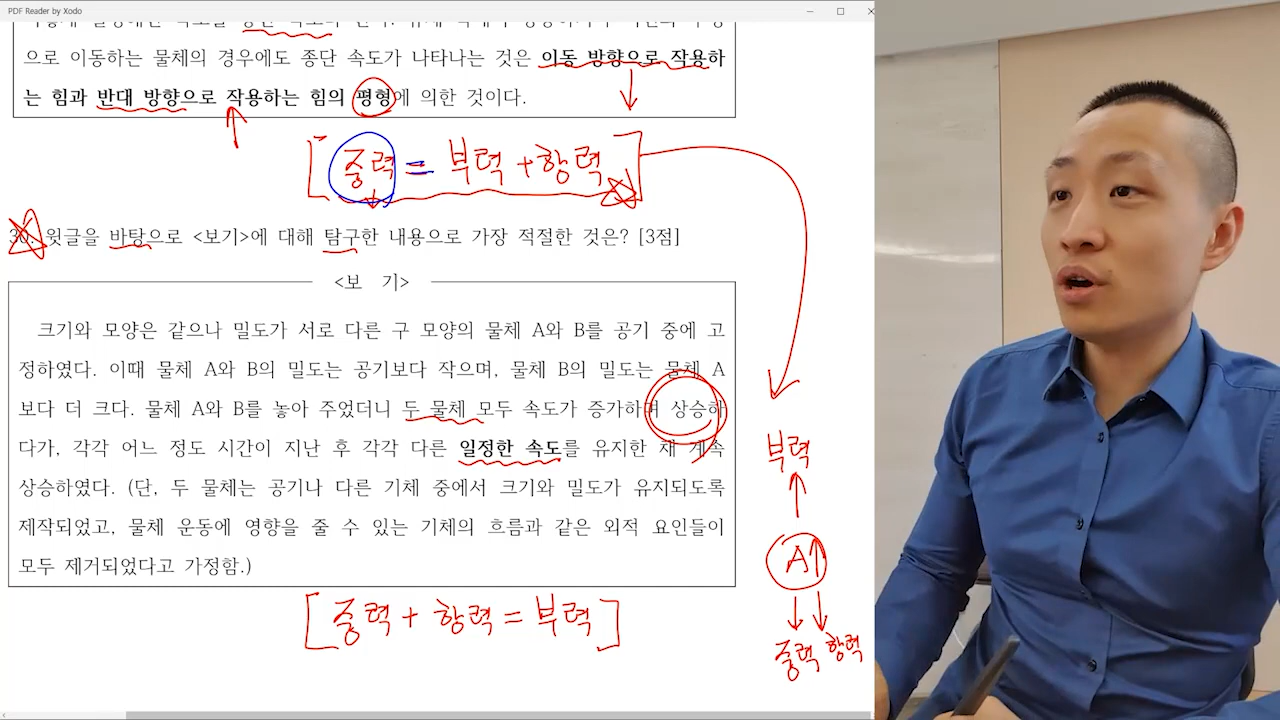 PDF Reader by Xodo
으로 이동하는 물체의 경우에도 종단 속도가 나타나는 것은 이동 방향으로 작용하
는 힘과 반대 방향으로 작용하는 힘의 평형에 의한 것이다.
[중력 = 부력 + 항력]
윗글을 바탕으로 <보기>에 대해 탐구한 내용으로 가장 적절한 것은? [3점]
<보 기>
크기와 모양은 같으나 밀도가 서로 다른 구 모양의 물체 A와 B를 공기 중에 고
정하였다. 이때 물체 A와 B의 밀도는 공기보다 작으며, 물체 B의 밀도는 물체 A
보다 더 크다. 물체 A와 B를 놓아 주었더니 두 물체 모두 속도가 증가하며 상승하
다가, 각각 어느 정도 시간이 지난 후 각각 다른 일정한 속도를 유지한 채 계속
상승하였다. (단, 두 물체는 공기나 다른 기체 중에서 크기와 밀도가 유지되도록
제작되었고, 물체 운동에 영향을 줄 수 있는 기체의 흐름과 같은 외적 요인들이
모두 제거되었다고 가정함.)
[중력 + 항력 = 부력]
부력
A
중력 항력